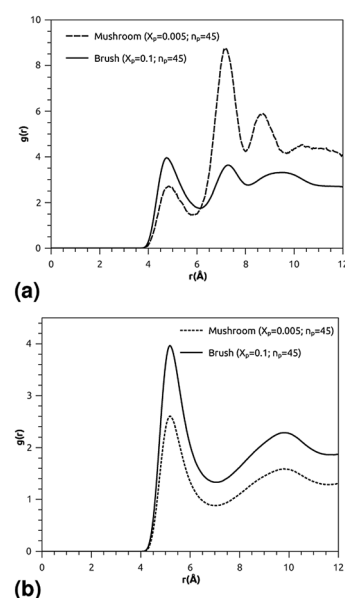 10
8
6
4
2
0
g(r)
Mushroom (Xp=0.005; np=45)
Brush (Xp=0.1; np=45)
0 2 4 6 8 10 12
r(Å)
(a)
4
3
2
1
0
g(r)
Mushroom (Xp=0.005; np=45)
Brush (Xp=0.1; np=45)
0 2 4 6 8 10 12
r(Å)
(b)